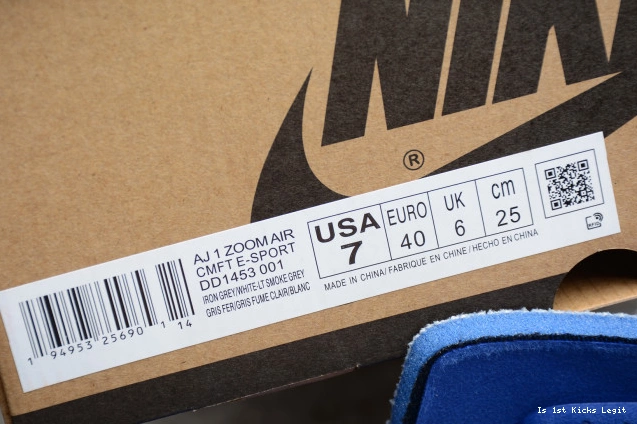 NIK
®
AJ 1 ZOOM AIR
CMFT E-SPORT
DD1453 001
IRON GREY/WHITE-LT SMOKE GREY
GRIS FER/GRIS FUME CLAIR/BLANC
1 94953 25690 1 14
USA
7
EURO
40
UK
6
cm
25
MADE IN CHINA/FABRIQUE EN CHINE/HECHO EN CHINA
Is 1st Kicks Legit